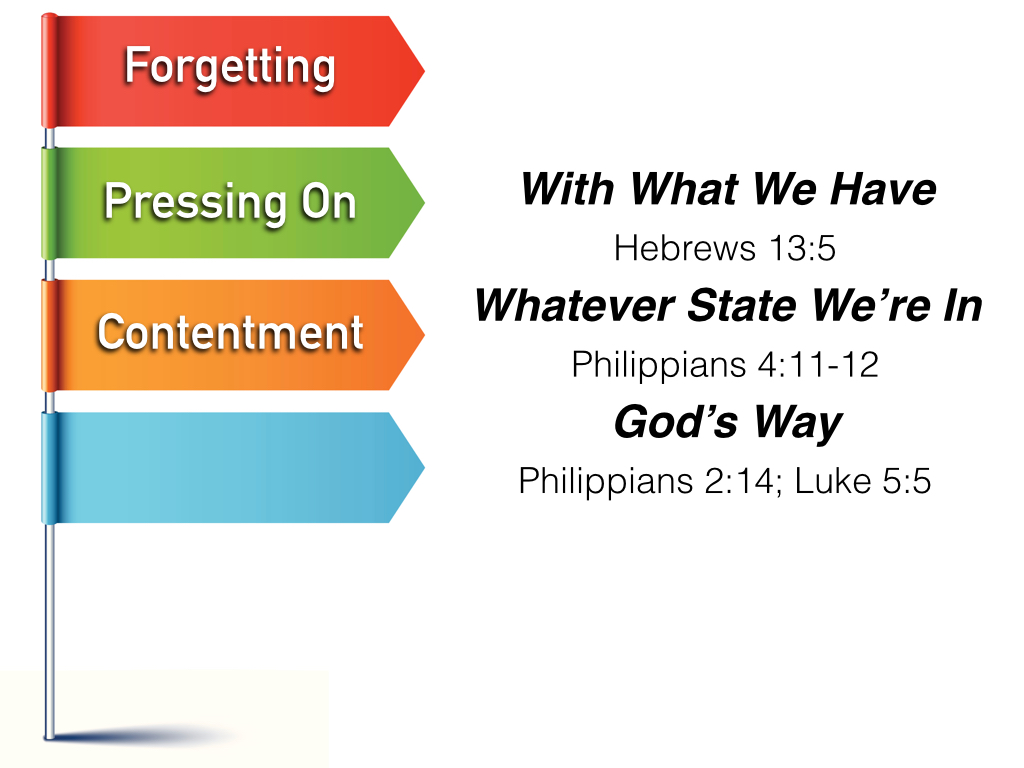 Forgetting
Pressing On
Contentment
With What We Have
Hebrews 13:5
Whatever State We’re In
Philippians 4:11-12
God’s Way
Philippians 2:14; Luke 5:5